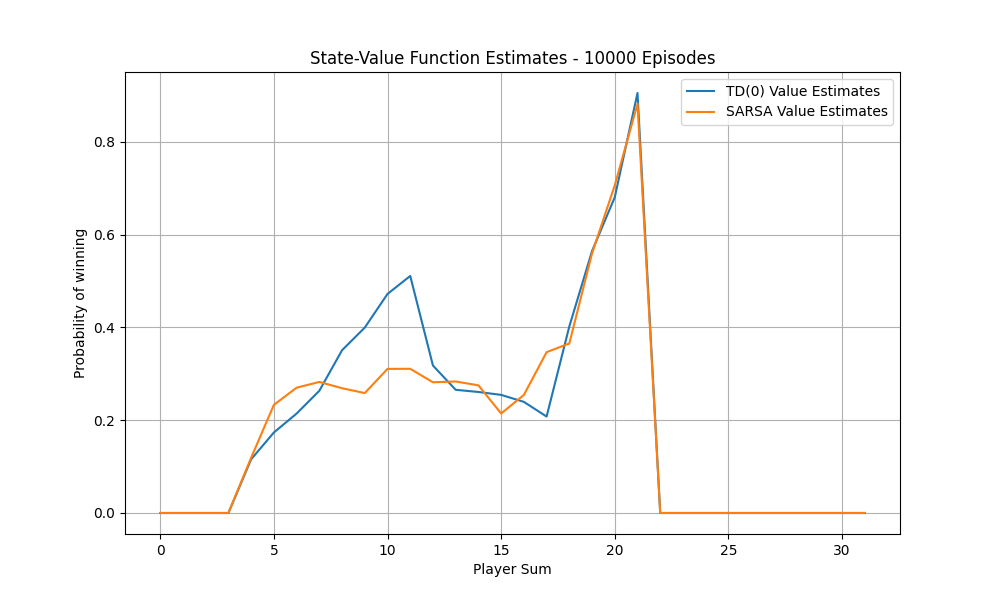 State-Value Function Estimates - 10000 Episodes
TD(0) Value Estimates
SARSA Value Estimates
Probability of winning
0.8
0.6
0.4
0.2
0.0
0 5 10 15 20 25 30
Player Sum